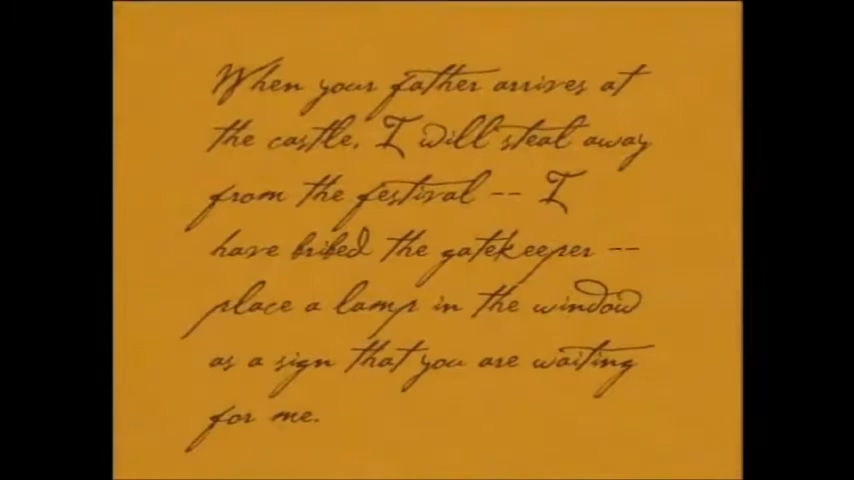 When your father arrives at
the castle, I will steal away
from the festival -- I
have bribed the gatekeeper --
place a lamp in the window
as a sign that you are waiting
for me.